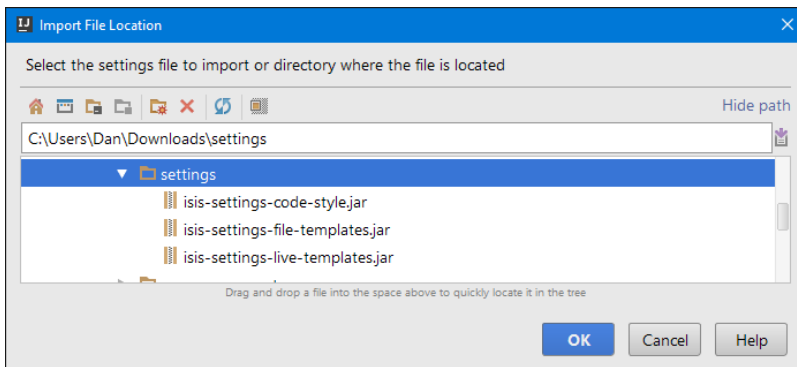 Import File Location
Select the settings file to import or directory where the file is located
Hide path
C:\Users\Dan\Downloads\settings
settings
isis-settings-code-style.jar
isis-settings-file-templates.jar
isis-settings-live-templates.jar
Drag and drop a file into the space above to quickly locate it in the tree
OK Cancel Help